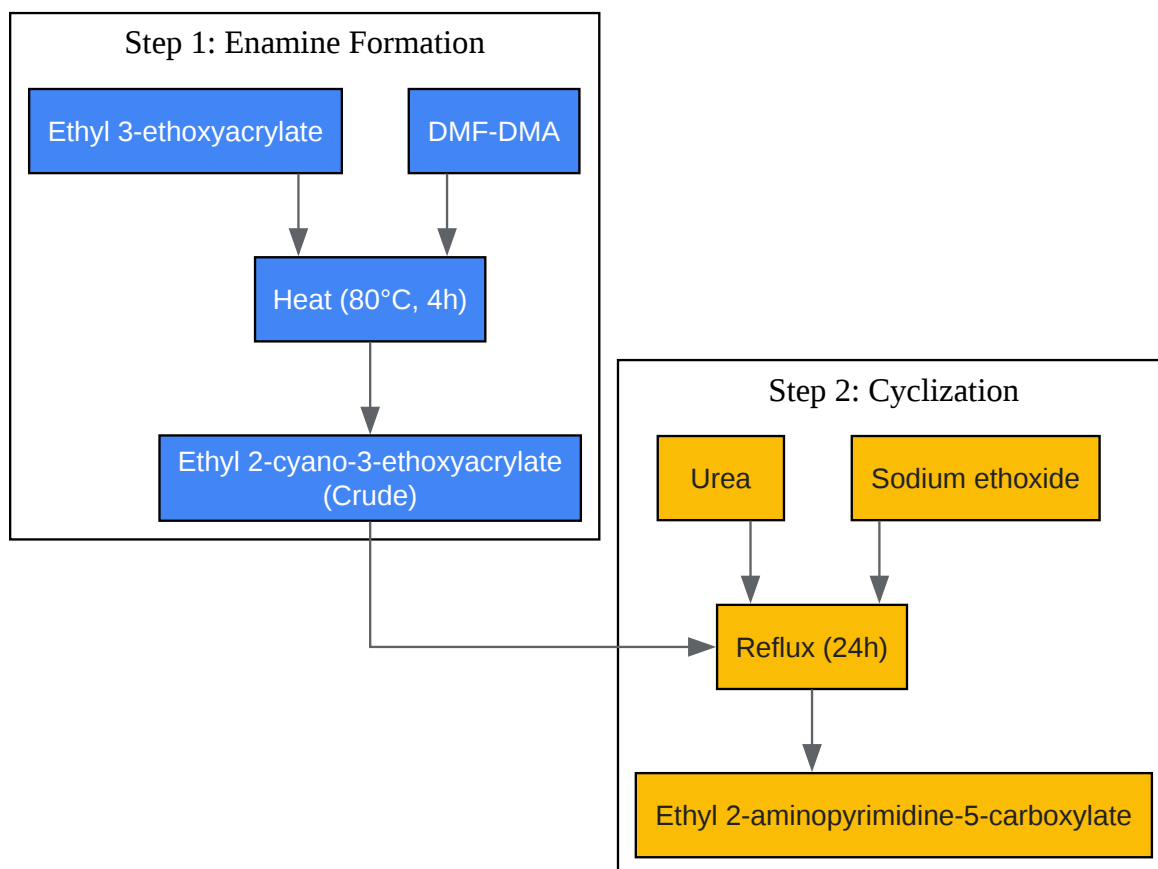 Step 1: Enamine Formation
Ethyl 3-ethoxyacrylate
DMF-DMA
Heat (80°C, 4h)
Ethyl 2-cyano-3-ethoxyacrylate
(Crude)
Step 2: Cyclization
Urea
Sodium ethoxide
Reflux (24h)
Ethyl 2-aminopyrimidine-5-carboxylate